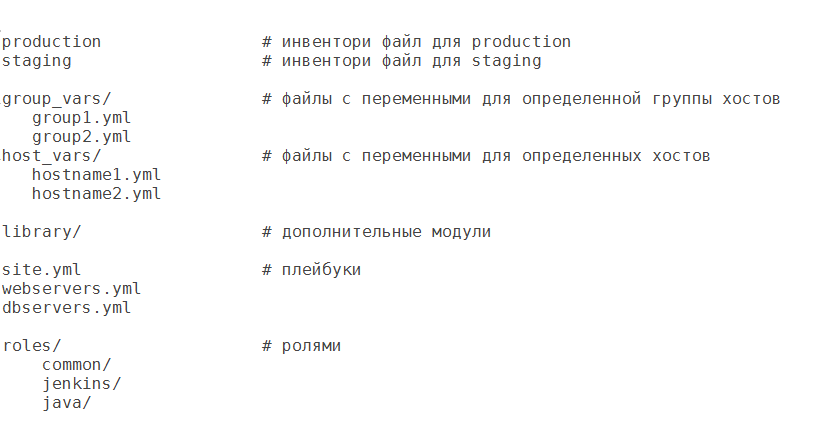 production                # инвентори файл для production
staging                   # инвентори файл для staging
group_vars/               # файлы с переменными для определенной группы хостов
   group1.yml
   group2.yml
host_vars/                # файлы с переменными для определенных хостов
   hostname1.yml
   hostname2.yml
library/                  # дополнительные модули
site.yml                  # плейбуки
webservers.yml
dbservers.yml
roles/                    # ролями
    common/
    jenkins/
    java/